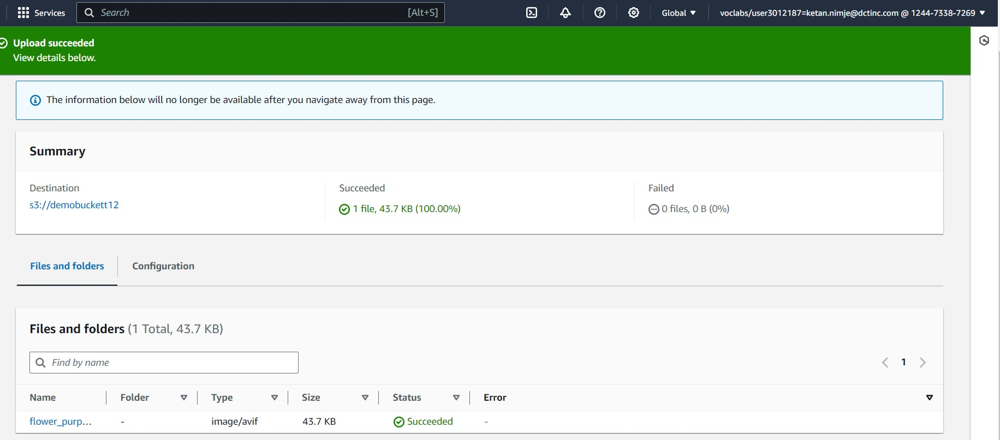 Services
Search [Alt+S]
Global
voclabs/user3012187=ketan.nimje@dctinc.com @ 1244-7338-7269
Upload succeeded
View details below.
The information below will no longer be available after you navigate away from this page.
Summary
Destination
s3://demobuckett12
Succeeded
1 file, 43.7 KB (100.00%)
Failed
0 files, 0 B (0%)
Files and folders
Configuration
Files and folders (1 Total, 43.7 KB)
Find by name
1
Name Folder Type Size Status Error
flower_purp... - image/avif 43.7 KB Succeeded -